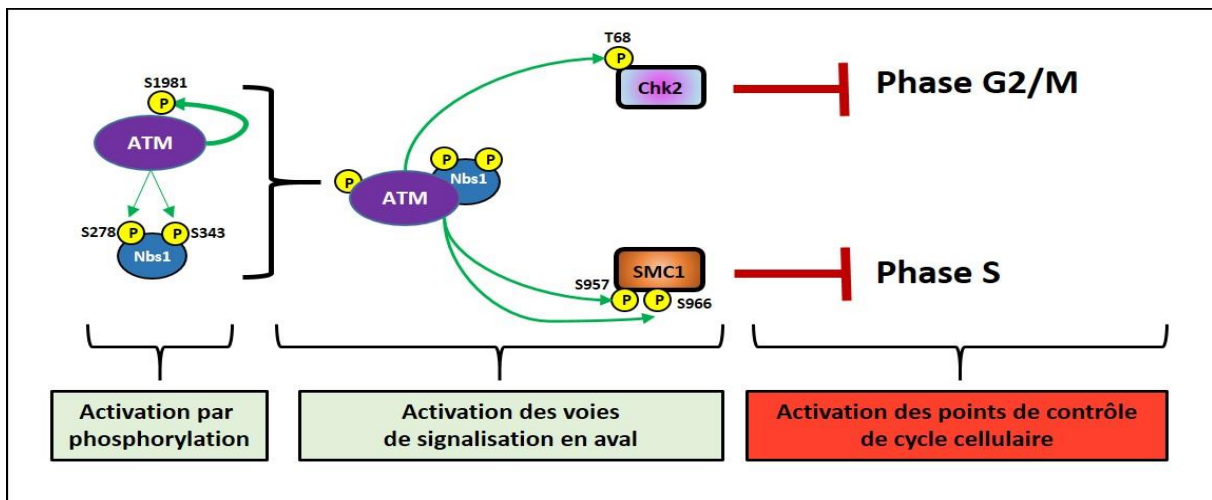 S1981
P
ATM
S278
P
P
S343
Nbs1
P
ATM
P
P
Nbs1
T68
P
Chk2
Phase G2/M
SMC1
S957
P
P
S966
Phase S
Activation par
phosphorylation
Activation des voies
de signalisation en aval
Activation des points de contrôle
de cycle cellulaire